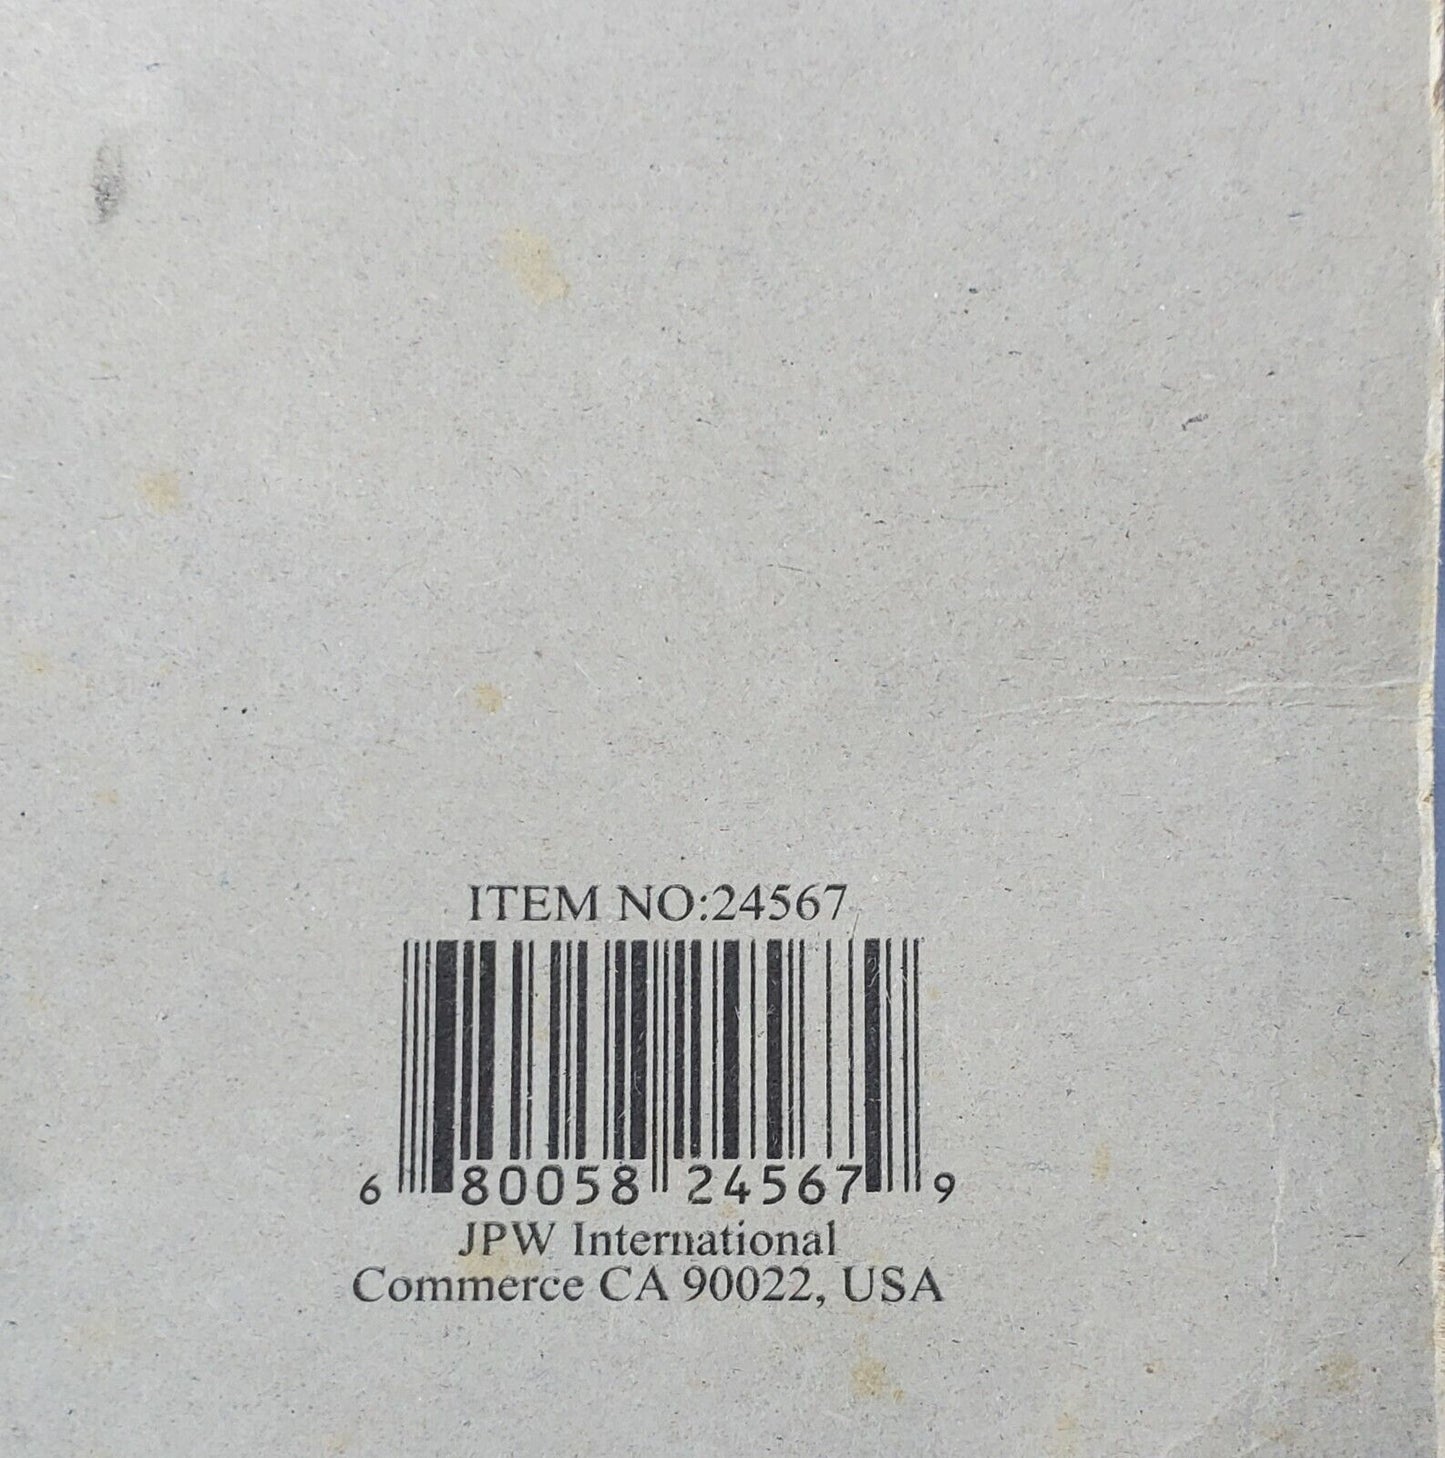 ITEM NO:24567
6 80058 24567 9
JPW International
Commerce CA 90022, USA